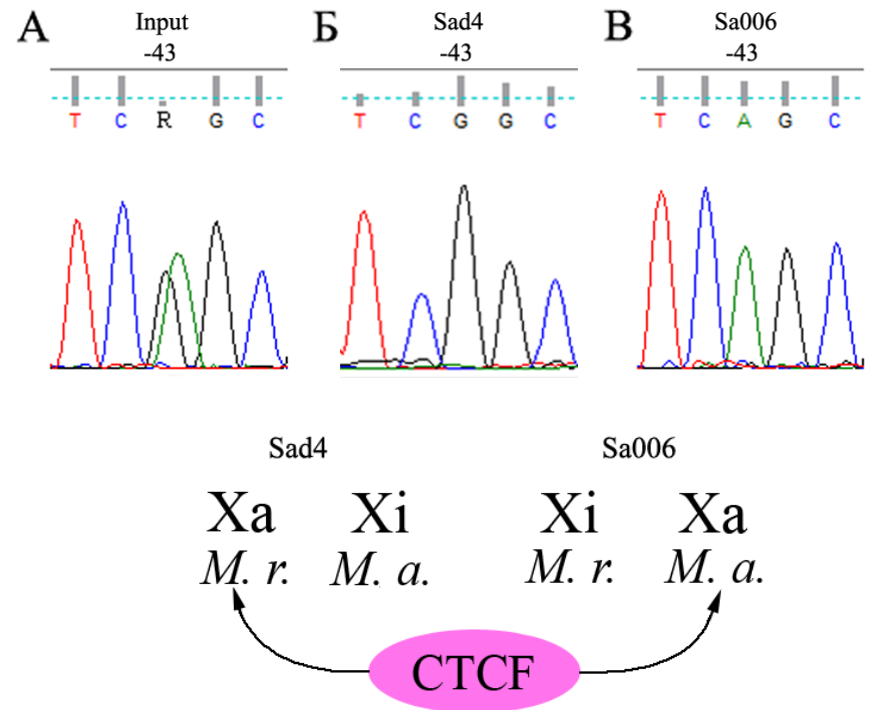 А Input Б Sad4 В Sa006
-43 -43 -43
T C R G C T C G G C T C A G C
Sad4 Sa006
Xa Xi Xi Xa
M. r. M. a. M. r. M. a.
CTCF